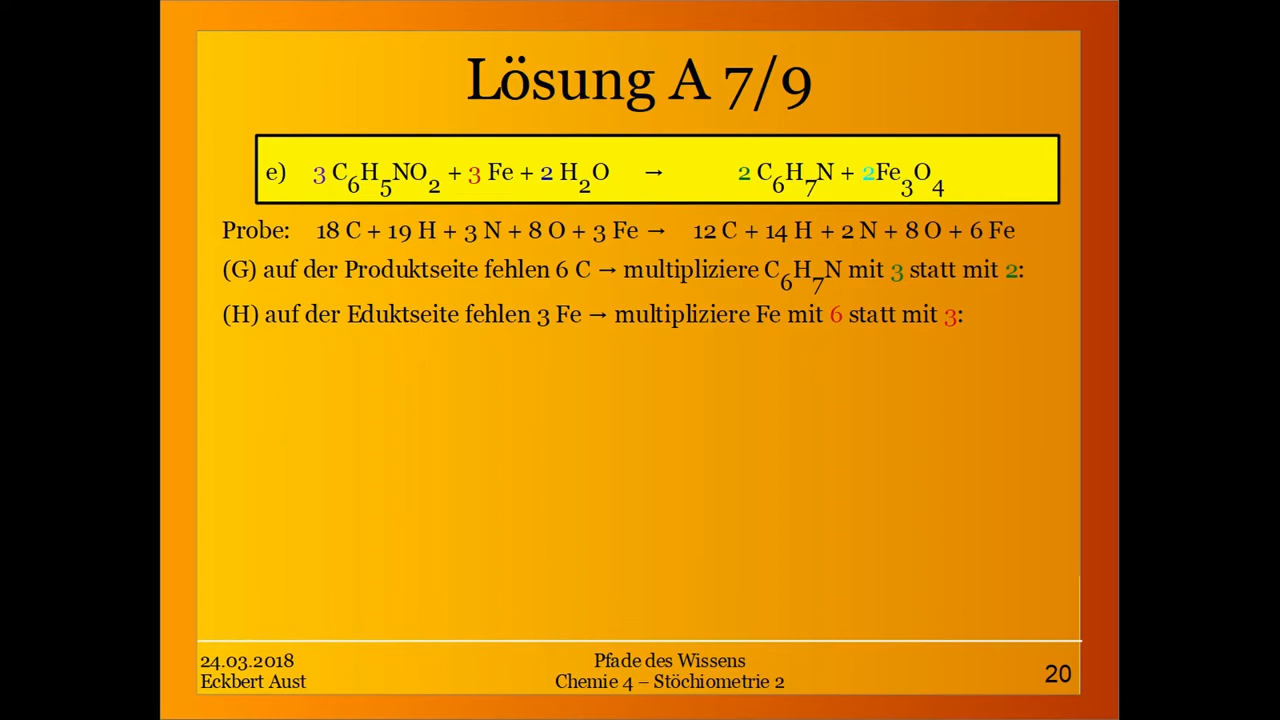 Lösung A 7/9
e) 3 C₆H₅NO₂ + 3 Fe + 2 H₂O → 2 C₆H₇N + 2Fe₃O₄
Probe: 18 C + 19 H + 3 N + 8 O + 3 Fe → 12 C + 14 H + 2 N + 8 O + 6 Fe
(G) auf der Produktseite fehlen 6 C → multipliziere C₆H₇N mit 3 statt mit 2:
(H) auf der Eduktseite fehlen 3 Fe → multipliziere Fe mit 6 statt mit 3:
24.03.2018
Eckbert Aust
Pfade des Wissens
Chemie 4 – Stöchiometrie 2
20